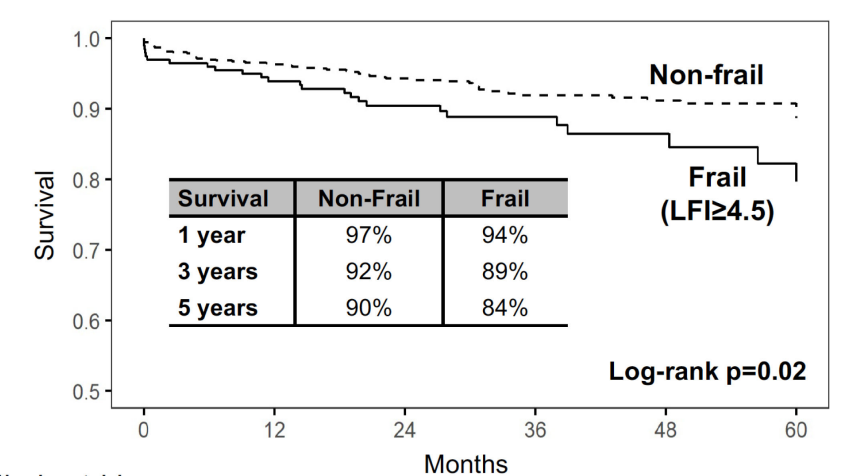 1.0
0.9
0.8
0.7
0.6
0.5
Survival
Non-frail
Frail
(LFI≥4.5)
Survival Non-Frail Frail
1 year 97% 94%
3 years 92% 89%
5 years 90% 84%
Log-rank p=0.02
0 12 24 36 48 60
Months